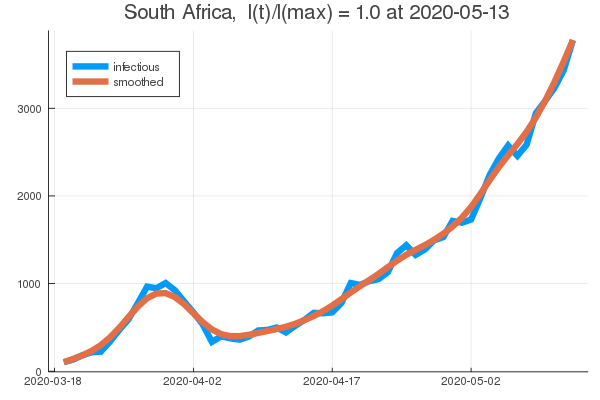 South Africa,  I(t)/I(max) = 1.0 at 2020-05-13
infectious
smoothed
3000
2000
1000
0
2020-03-18
2020-04-02
2020-04-17
2020-05-02